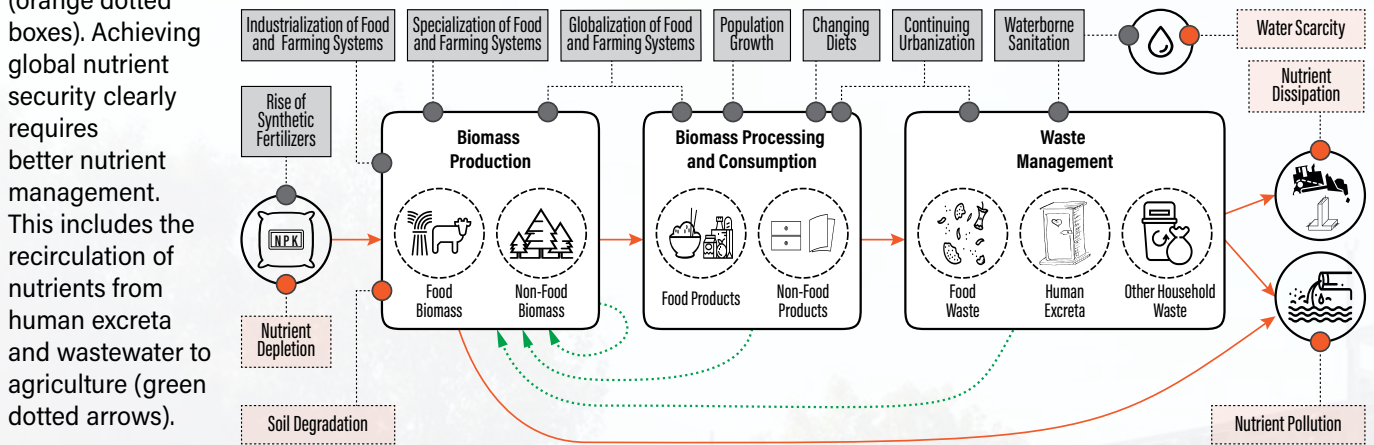 (orange dotted
boxes). Achieving
global nutrient
security clearly
requires
better nutrient
management.
This includes the
recirculation of
nutrients from
human excreta
and wastewater to
agriculture (green
dotted arrows).
Industrialization of Food
and Farming Systems
Specialization of Food
and Farming Systems
Globalization of Food
and Farming Systems
Population
Growth
Changing
Diets
Continuing
Urbanization
Waterborne
Sanitation
Water Scarcity
Nutrient
Dissipation
Rise of
Synthetic
Fertilizers
NPK
Nutrient
Depletion
Soil Degradation
Biomass
Production
Food
Biomass
Non-Food
Biomass
Biomass Processing
and Consumption
Food Products
Non-Food
Products
Waste
Management
Food
Waste
Human
Excreta
Other Household
Waste
Nutrient Pollution